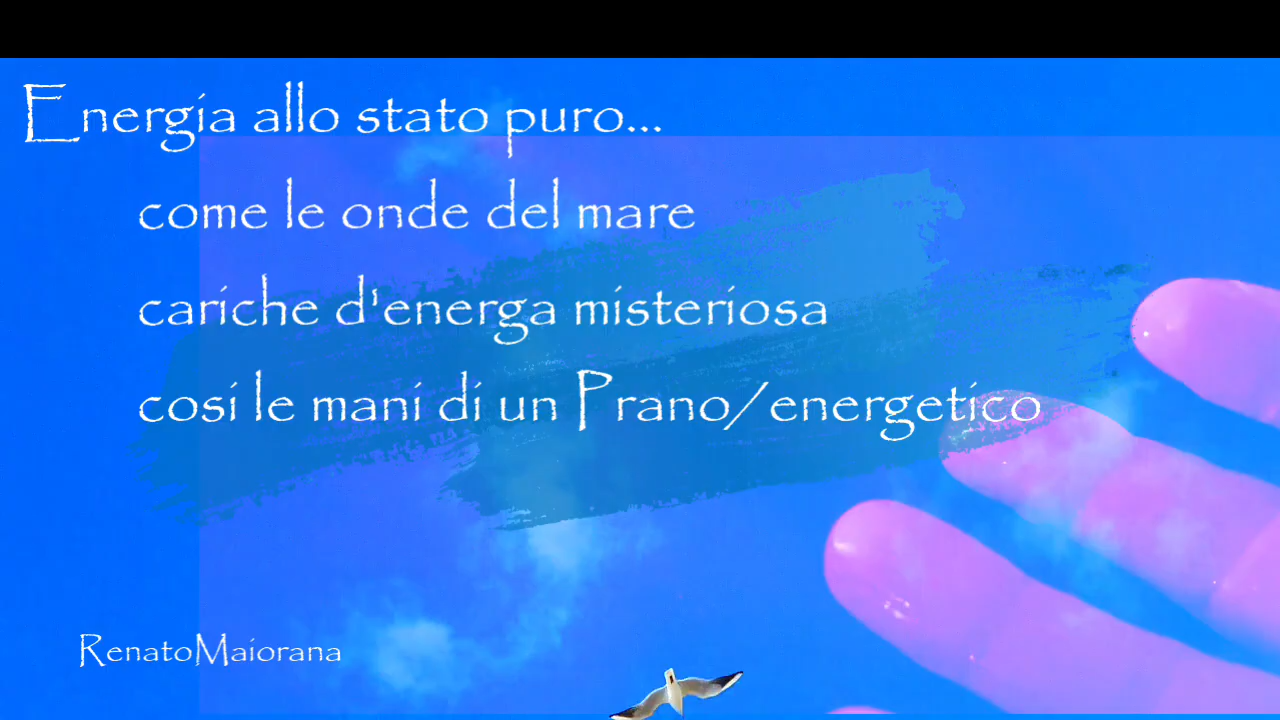 Energia allo stato puro...
come le onde del mare
cariche d'energa misteriosa
cosi le mani di un Prano/energetico
RenatoMaiorana